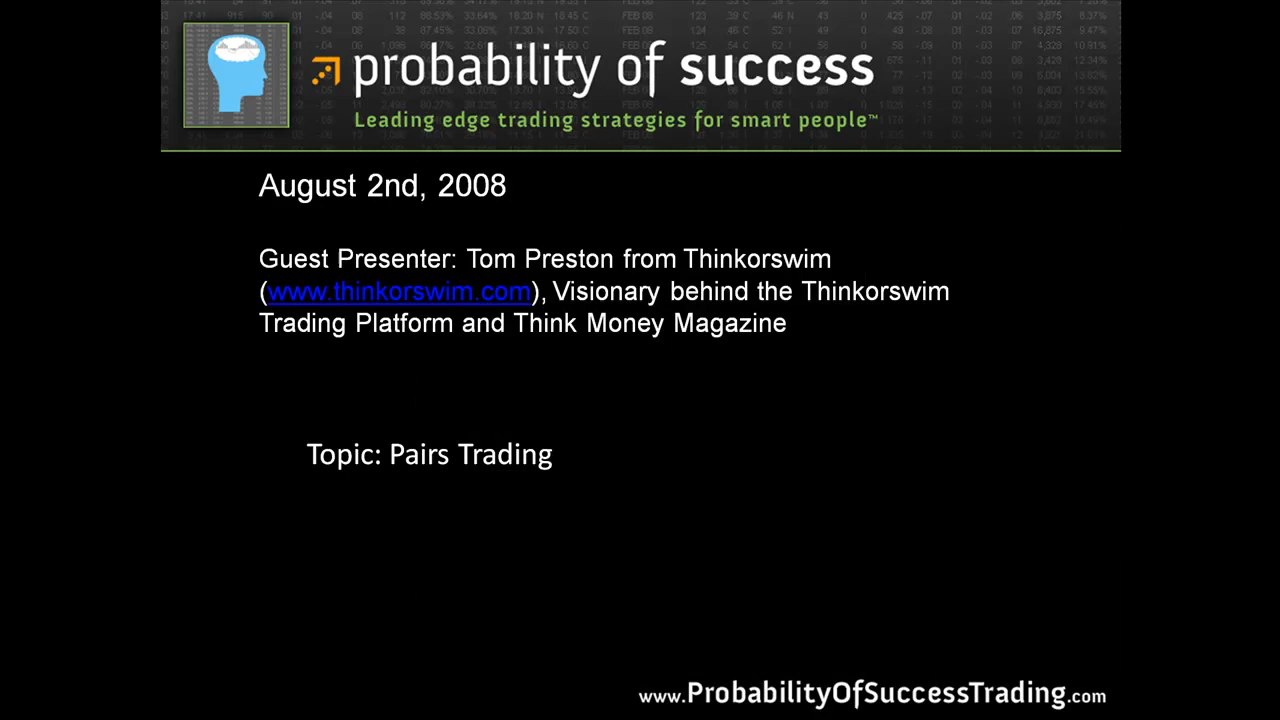 probability of success
Leading edge trading strategies for smart people™
August 2nd, 2008
Guest Presenter: Tom Preston from Thinkorswim
(www.thinkorswim.com), Visionary behind the Thinkorswim
Trading Platform and Think Money Magazine
Topic: Pairs Trading
www.ProbabilityOfSuccessTrading.com